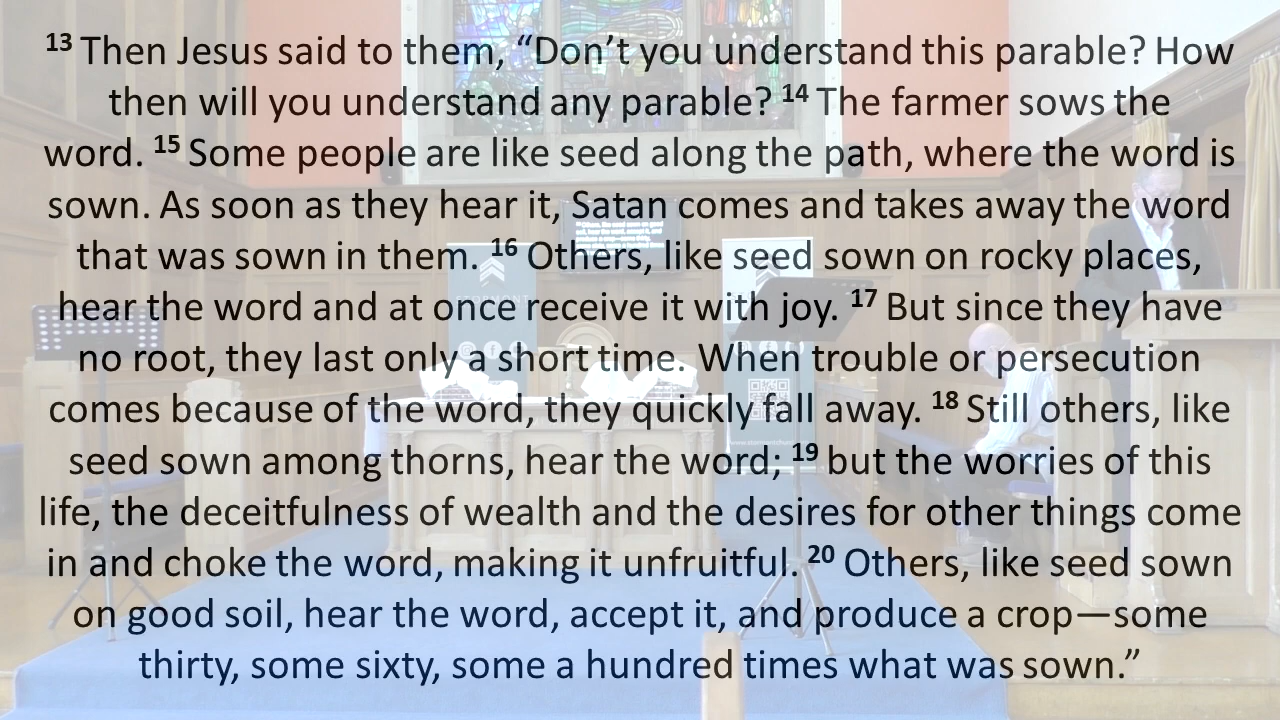 ¹³ Then Jesus said to them, “Don’t you understand this parable? How
then will you understand any parable? ¹⁴ The farmer sows the
word. ¹⁵ Some people are like seed along the path, where the word is
sown. As soon as they hear it, Satan comes and takes away the word
that was sown in them. ¹⁶ Others, like seed sown on rocky places,
hear the word and at once receive it with joy. ¹⁷ But since they have
no root, they last only a short time. When trouble or persecution
comes because of the word, they quickly fall away. ¹⁸ Still others, like
seed sown among thorns, hear the word; ¹⁹ but the worries of this
life, the deceitfulness of wealth and the desires for other things come
in and choke the word, making it unfruitful. ²⁰ Others, like seed sown
on good soil, hear the word, accept it, and produce a crop—some
thirty, some sixty, some a hundred times what was sown.”